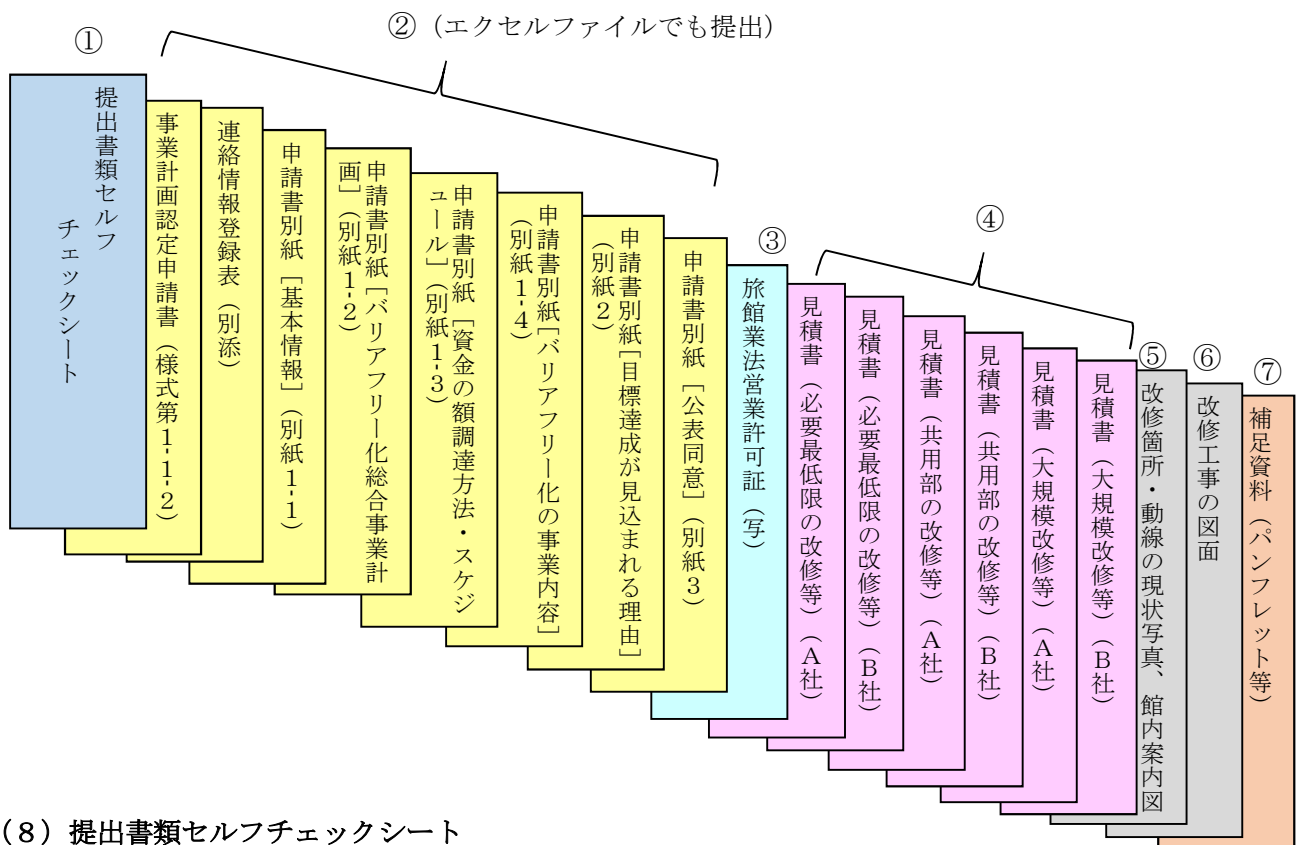 ①
② (エクセルファイルでも提出）
提出書類セルフ
チェックシート
事業計画認定申請書（様式第1-1-2）
連絡情報登録表（別添）
申請書別紙［基本情報］（別紙1-1）
申請書別紙［バリアフリー化総合事業計
画］（別紙1-2）
申請書別紙［資金の額調達方法・スケジ
ュール］（別紙1-3）
申請書別紙［バリアフリー化の事業内容］
（別紙1-4）
申請書別紙［目標達成が見込まれる理由］
（別紙2）
申請書別紙［公表同意］（別紙3）
③
旅館業法営業許可証（写）
④
見積書（必要最低限の改修等）（A社）
見積書（必要最低限の改修等）（B社）
見積書（共用部の改修等）（A社）
見積書（共用部の改修等）（B社）
見積書（大規模改修等）（A社）
見積書（大規模改修等）（B社）
⑤
改修箇所・動線の現状写真、館内案内図
⑥
改修工事の図面
⑦
補足資料（パンフレット等）
（8）提出書類セルフチェックシート